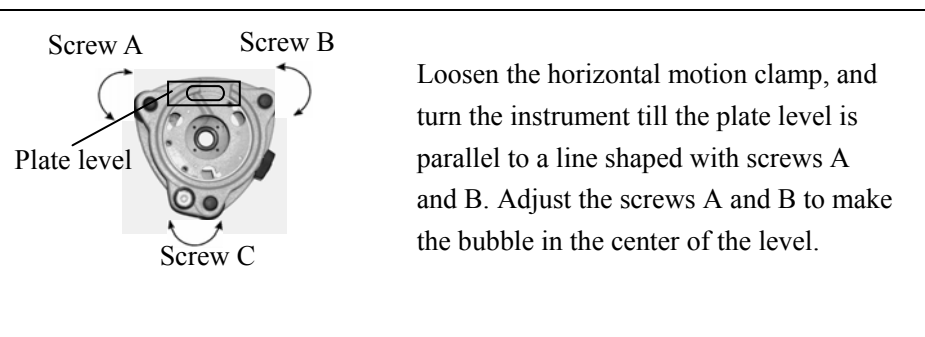 Screw A
Screw B
Plate level
Screw C
Loosen the horizontal motion clamp, and
turn the instrument till the plate level is
parallel to a line shaped with screws A
and B. Adjust the screws A and B to make
the bubble in the center of the level.